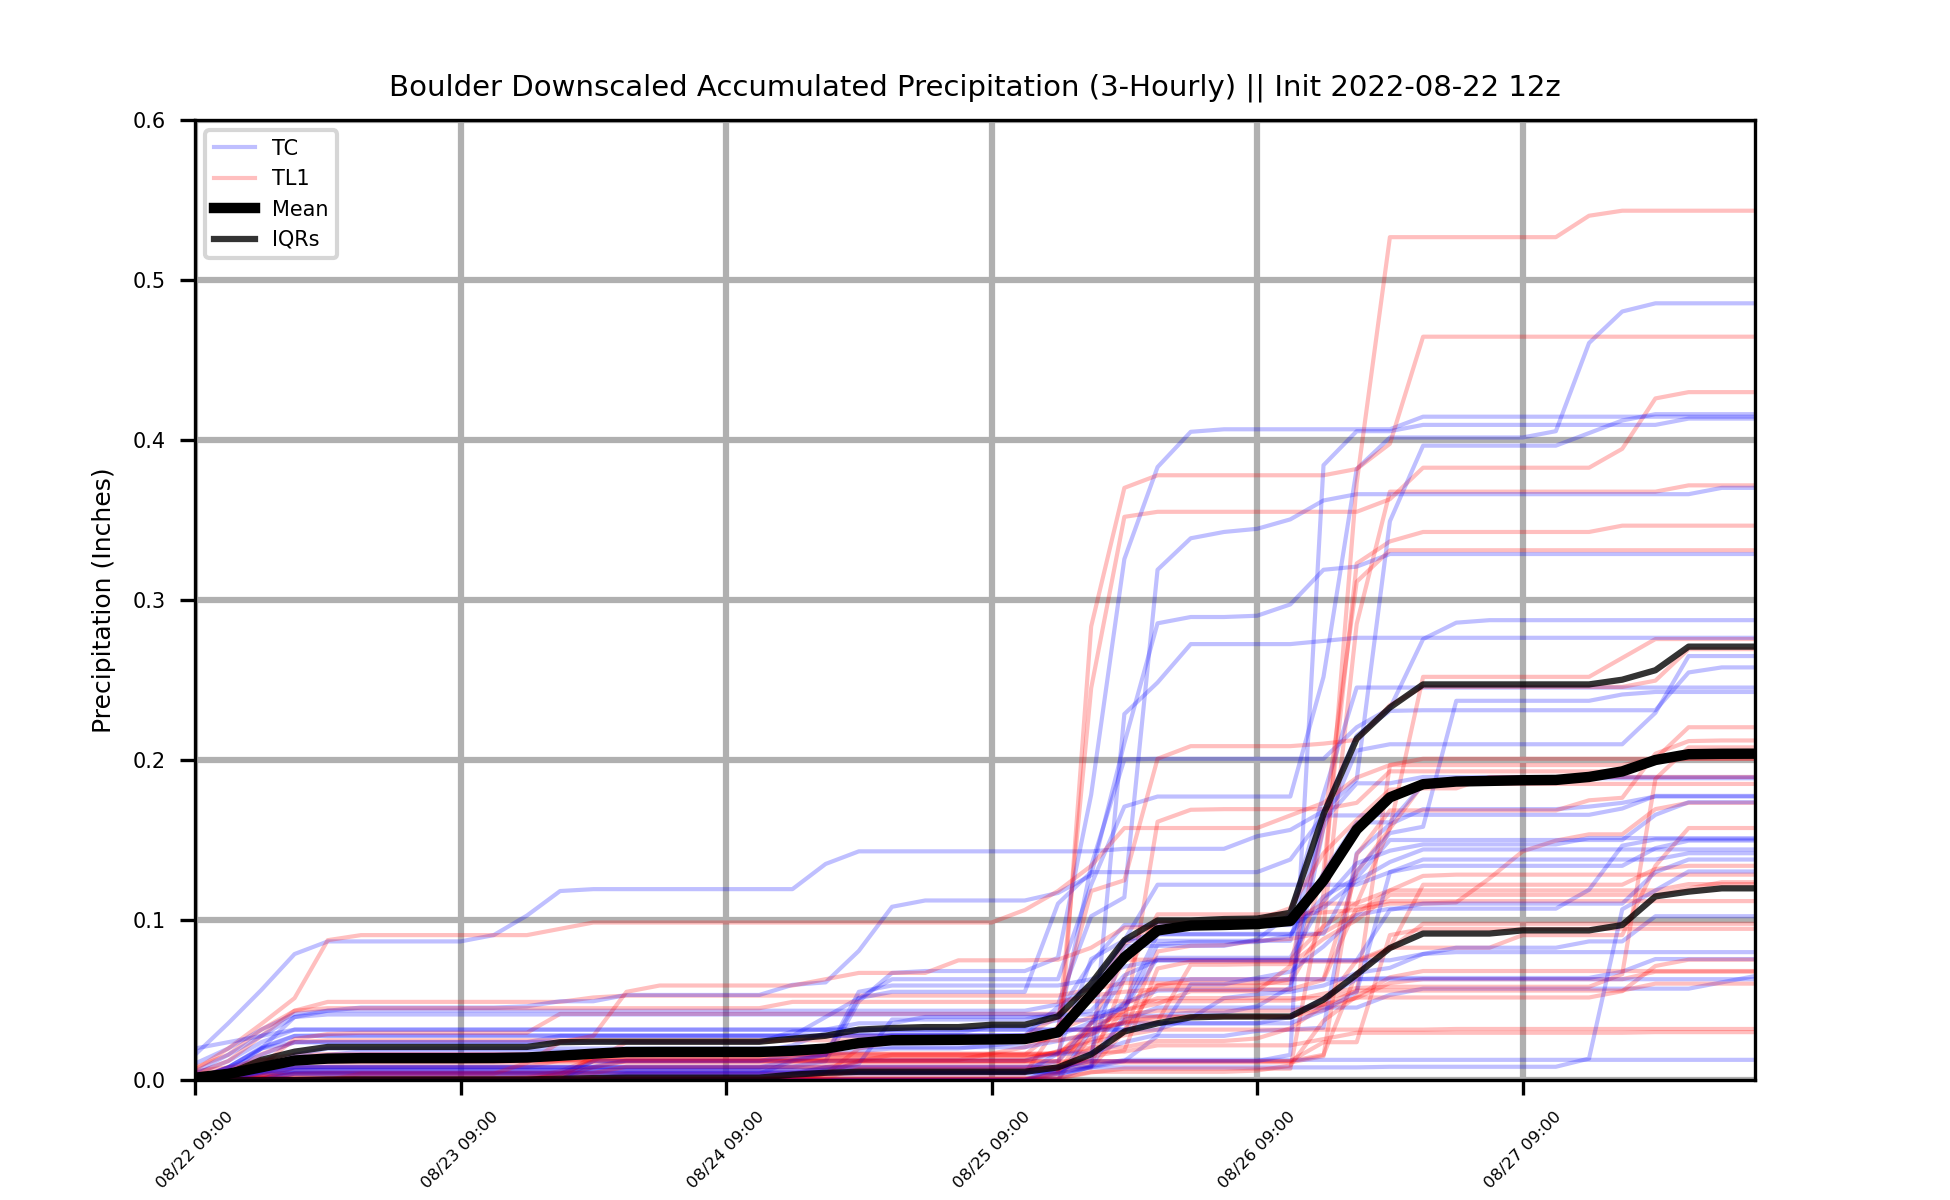 Boulder Downscaled Accumulated Precipitation (3-Hourly) || Init 2022-08-22 12z
0.6
0.5
0.4
0.3
0.2
0.1
0.0
Precipitation (Inches)
TC
TL1
Mean
IQRs
08/22 09:00
08/23 09:00
08/24 09:00
08/25 09:00
08/26 09:00
08/27 09:00